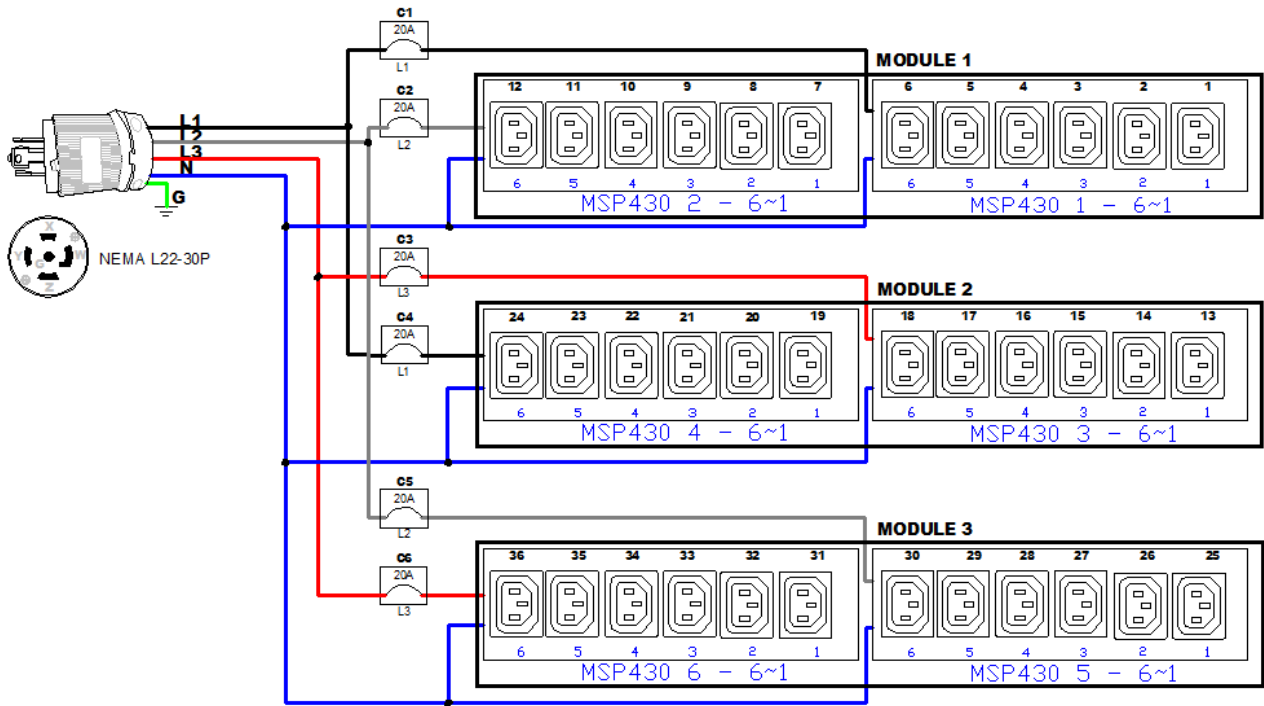 C1
20A
L1
MODULE 1
C2
20A
L2
12 11 10 9 8 7
6 5 4 3 2 1
6 5 4 3 2 1
6 5 4 3 2 1
MSP430 2 - 6~1
MSP430 1 - 6~1
L1
L2
L3
N
G
X
Y
W
G
Z
NEMA L22-30P
C3
20A
L3
MODULE 2
C4
20A
L1
24 23 22 21 20 19
18 17 16 15 14 13
6 5 4 3 2 1
6 5 4 3 2 1
MSP430 4 - 6~1
MSP430 3 - 6~1
C5
20A
L2
MODULE 3
C6
20A
L3
36 35 34 33 32 31
30 29 28 27 26 25
6 5 4 3 2 1
6 5 4 3 2 1
MSP430 6 - 6~1
MSP430 5 - 6~1